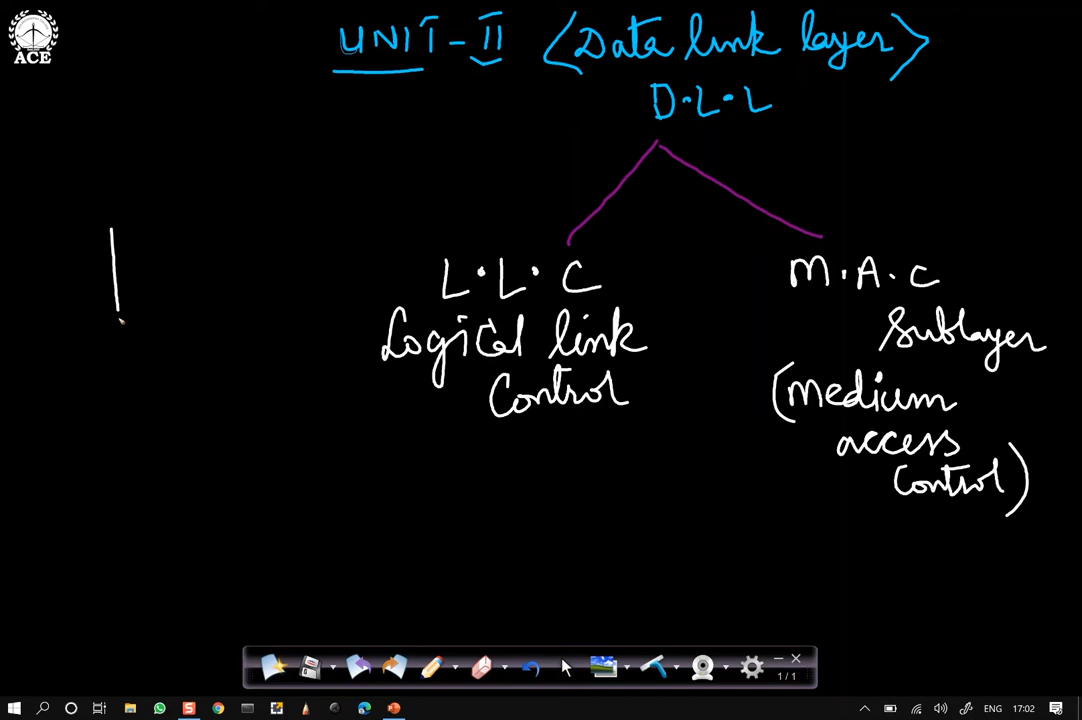 ACE
UNIT-II (Data link layer)
D.L.L
L.L.C
Logical link
Control
M.A.C
Sublayer
(Medium
access
Control)
1/1
ENG
17:02